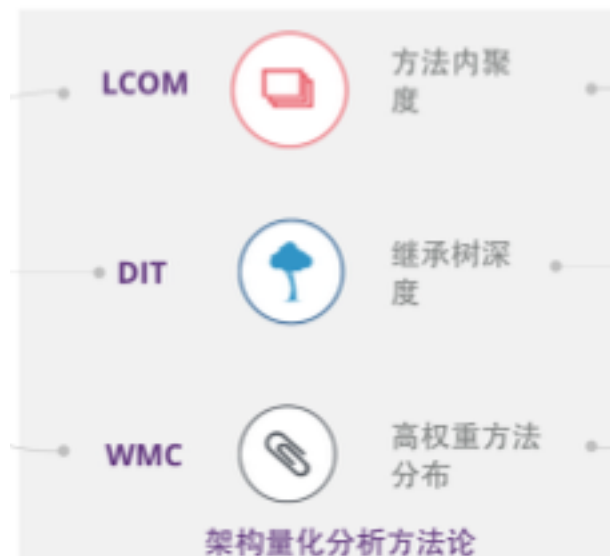 LCOM
方法内聚
度
DIT
继承树深
度
WMC
高权重方法
分布
架构量化分析方法论